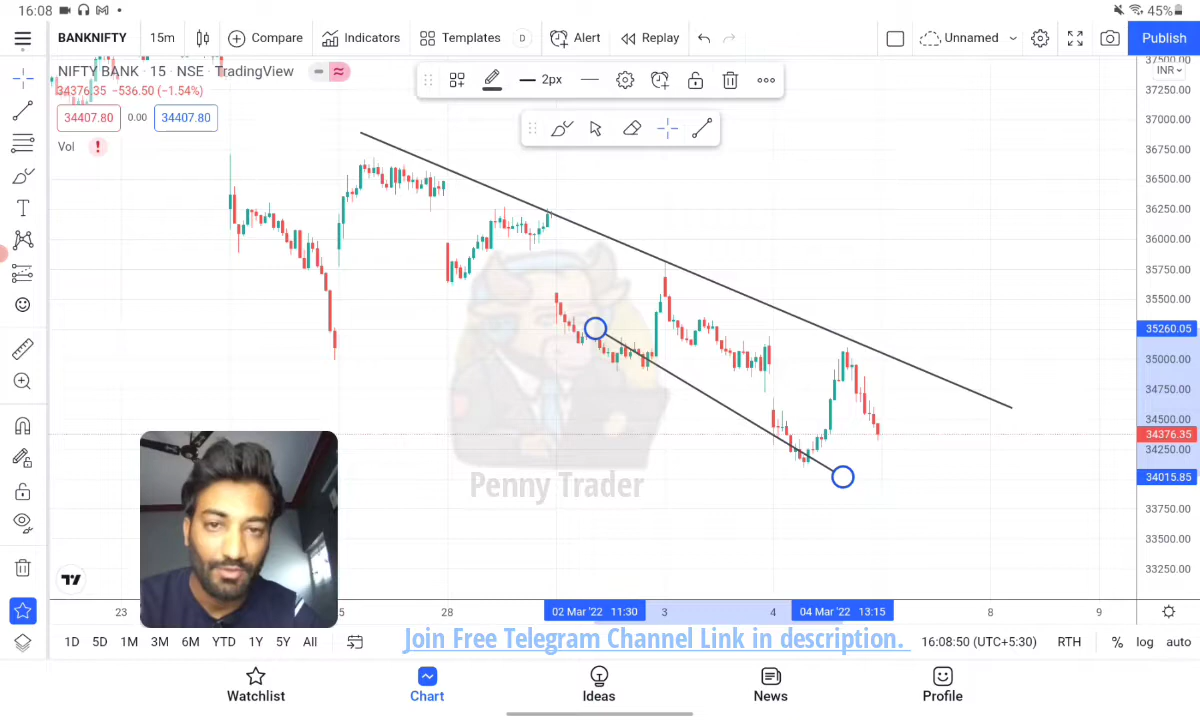 16:08
45%
BANKNIFTY 15m Compare Indicators Templates D Alert Replay Unnamed Publish
NIFTY BANK · 15 · NSE · TradingView
34376.35 −536.50 (−1.54%)
34407.80 0.00 34407.80
Vol
INR
37500.00
37250.00
37000.00
36750.00
36500.00
36250.00
36000.00
35750.00
35500.00
35260.05
35000.00
34750.00
34500.00
34376.35
34250.00
34015.85
33750.00
33500.00
33250.00
Penny Trader
23 5 28 02 Mar '22 11:30 3 4 04 Mar '22 13:15 8 9
1D 5D 1M 3M 6M YTD 1Y 5Y All 16:08:50 (UTC+5:30) RTH % log auto
Join Free Telegram Channel Link in description.
Watchlist Chart Ideas News Profile